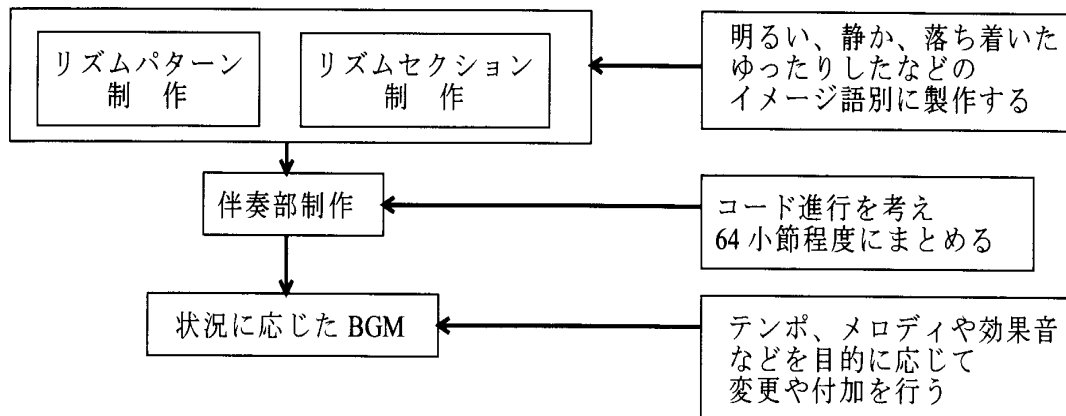 リズムパターン
制　作
リズムセクション
制　作
明るい、静か、落ち着いた
ゆったりしたなどの
イメージ語別に製作する
伴奏部制作
コード進行を考え
64小節程度にまとめる
状況に応じた BGM
テンポ、メロディや効果音
などを目的に応じて
変更や付加を行う